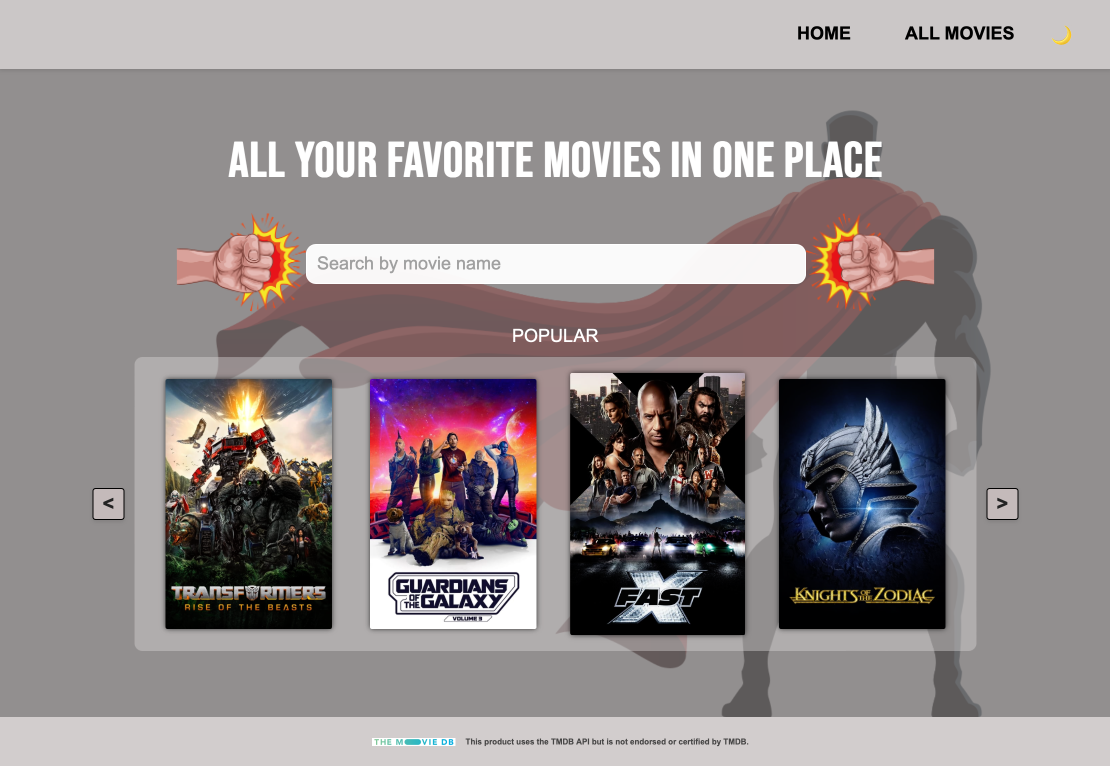 HOME ALL MOVIES
ALL YOUR FAVORITE MOVIES IN ONE PLACE
Search by movie name
POPULAR
TRANSFORMERS
RISE OF THE BEASTS
GUARDIANS
OF THE
GALAXY
VOLUME 3
FAST
X
KNIGHTS OF THE ZODIAC
<
>
THE MOVIE DB This product uses the TMDB API but is not endorsed or certified by TMDB.